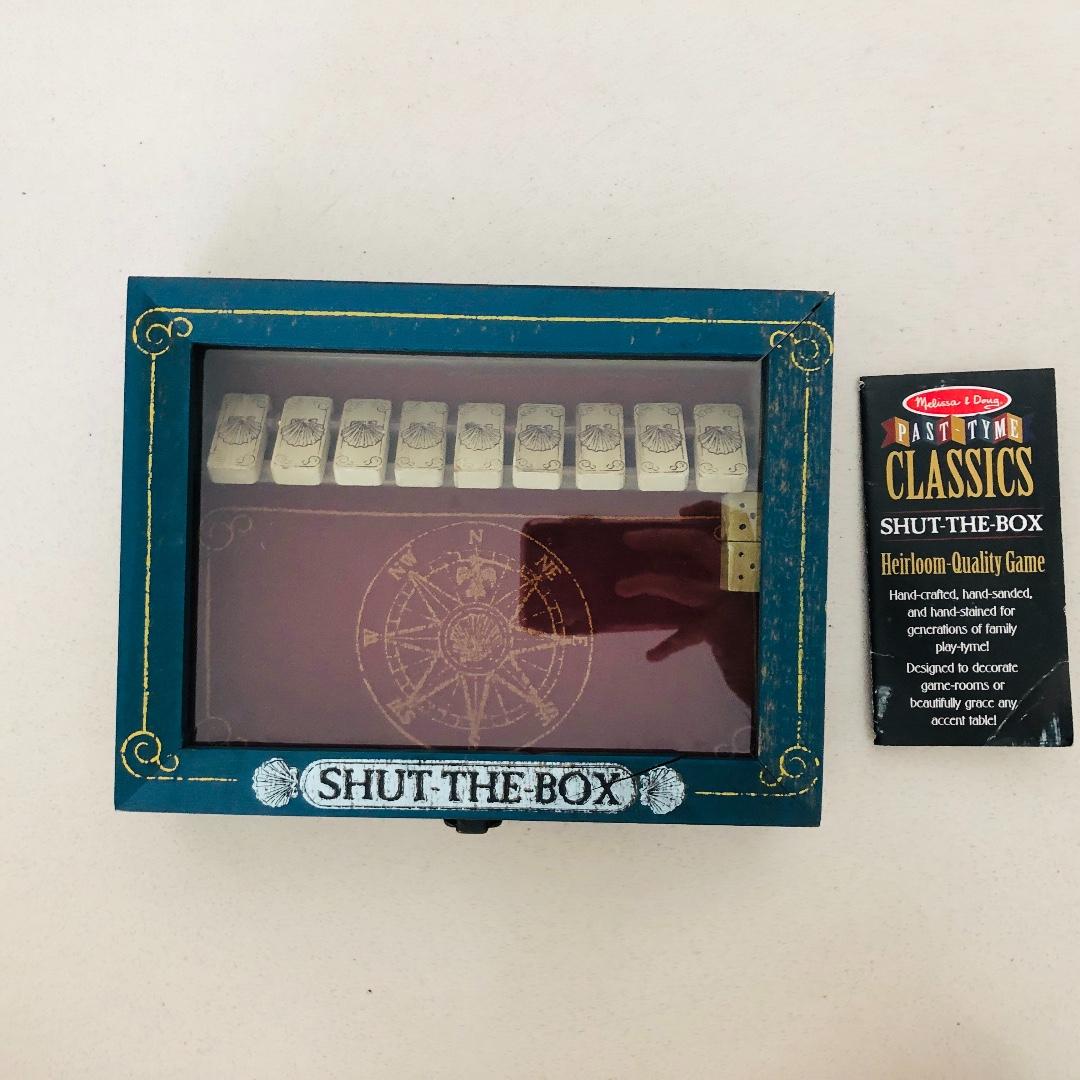 N
NW
NE
W
E
SHUT-THE-BOX
Melissa & Doug
PAST-TYME
CLASSICS
SHUT-THE-BOX
Heirloom-Quality Game
Hand-crafted, hand-sanded,
and hand-stained for
generations of family
play-tyme!
Designed to decorate
game-rooms or
beautifully grace any
accent table!